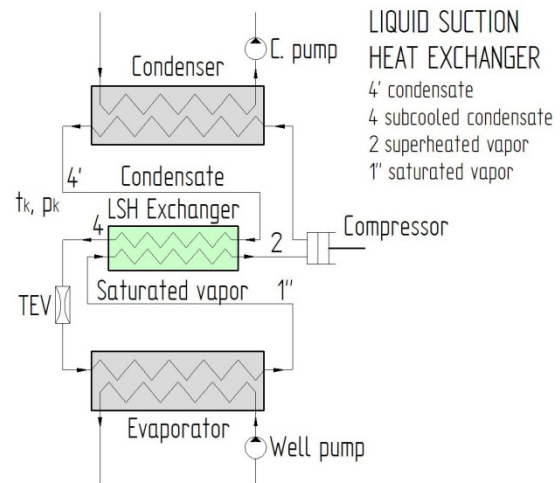 LIQUID SUCTION
HEAT EXCHANGER
4' condensate
4 subcooled condensate
2 superheated vapor
1" saturated vapor
C. pump
Condenser
4'
Condensate
tk, pk
4
LSH Exchanger
2
Compressor
TEV
Saturated vapor
1"
Evaporator
Well pump